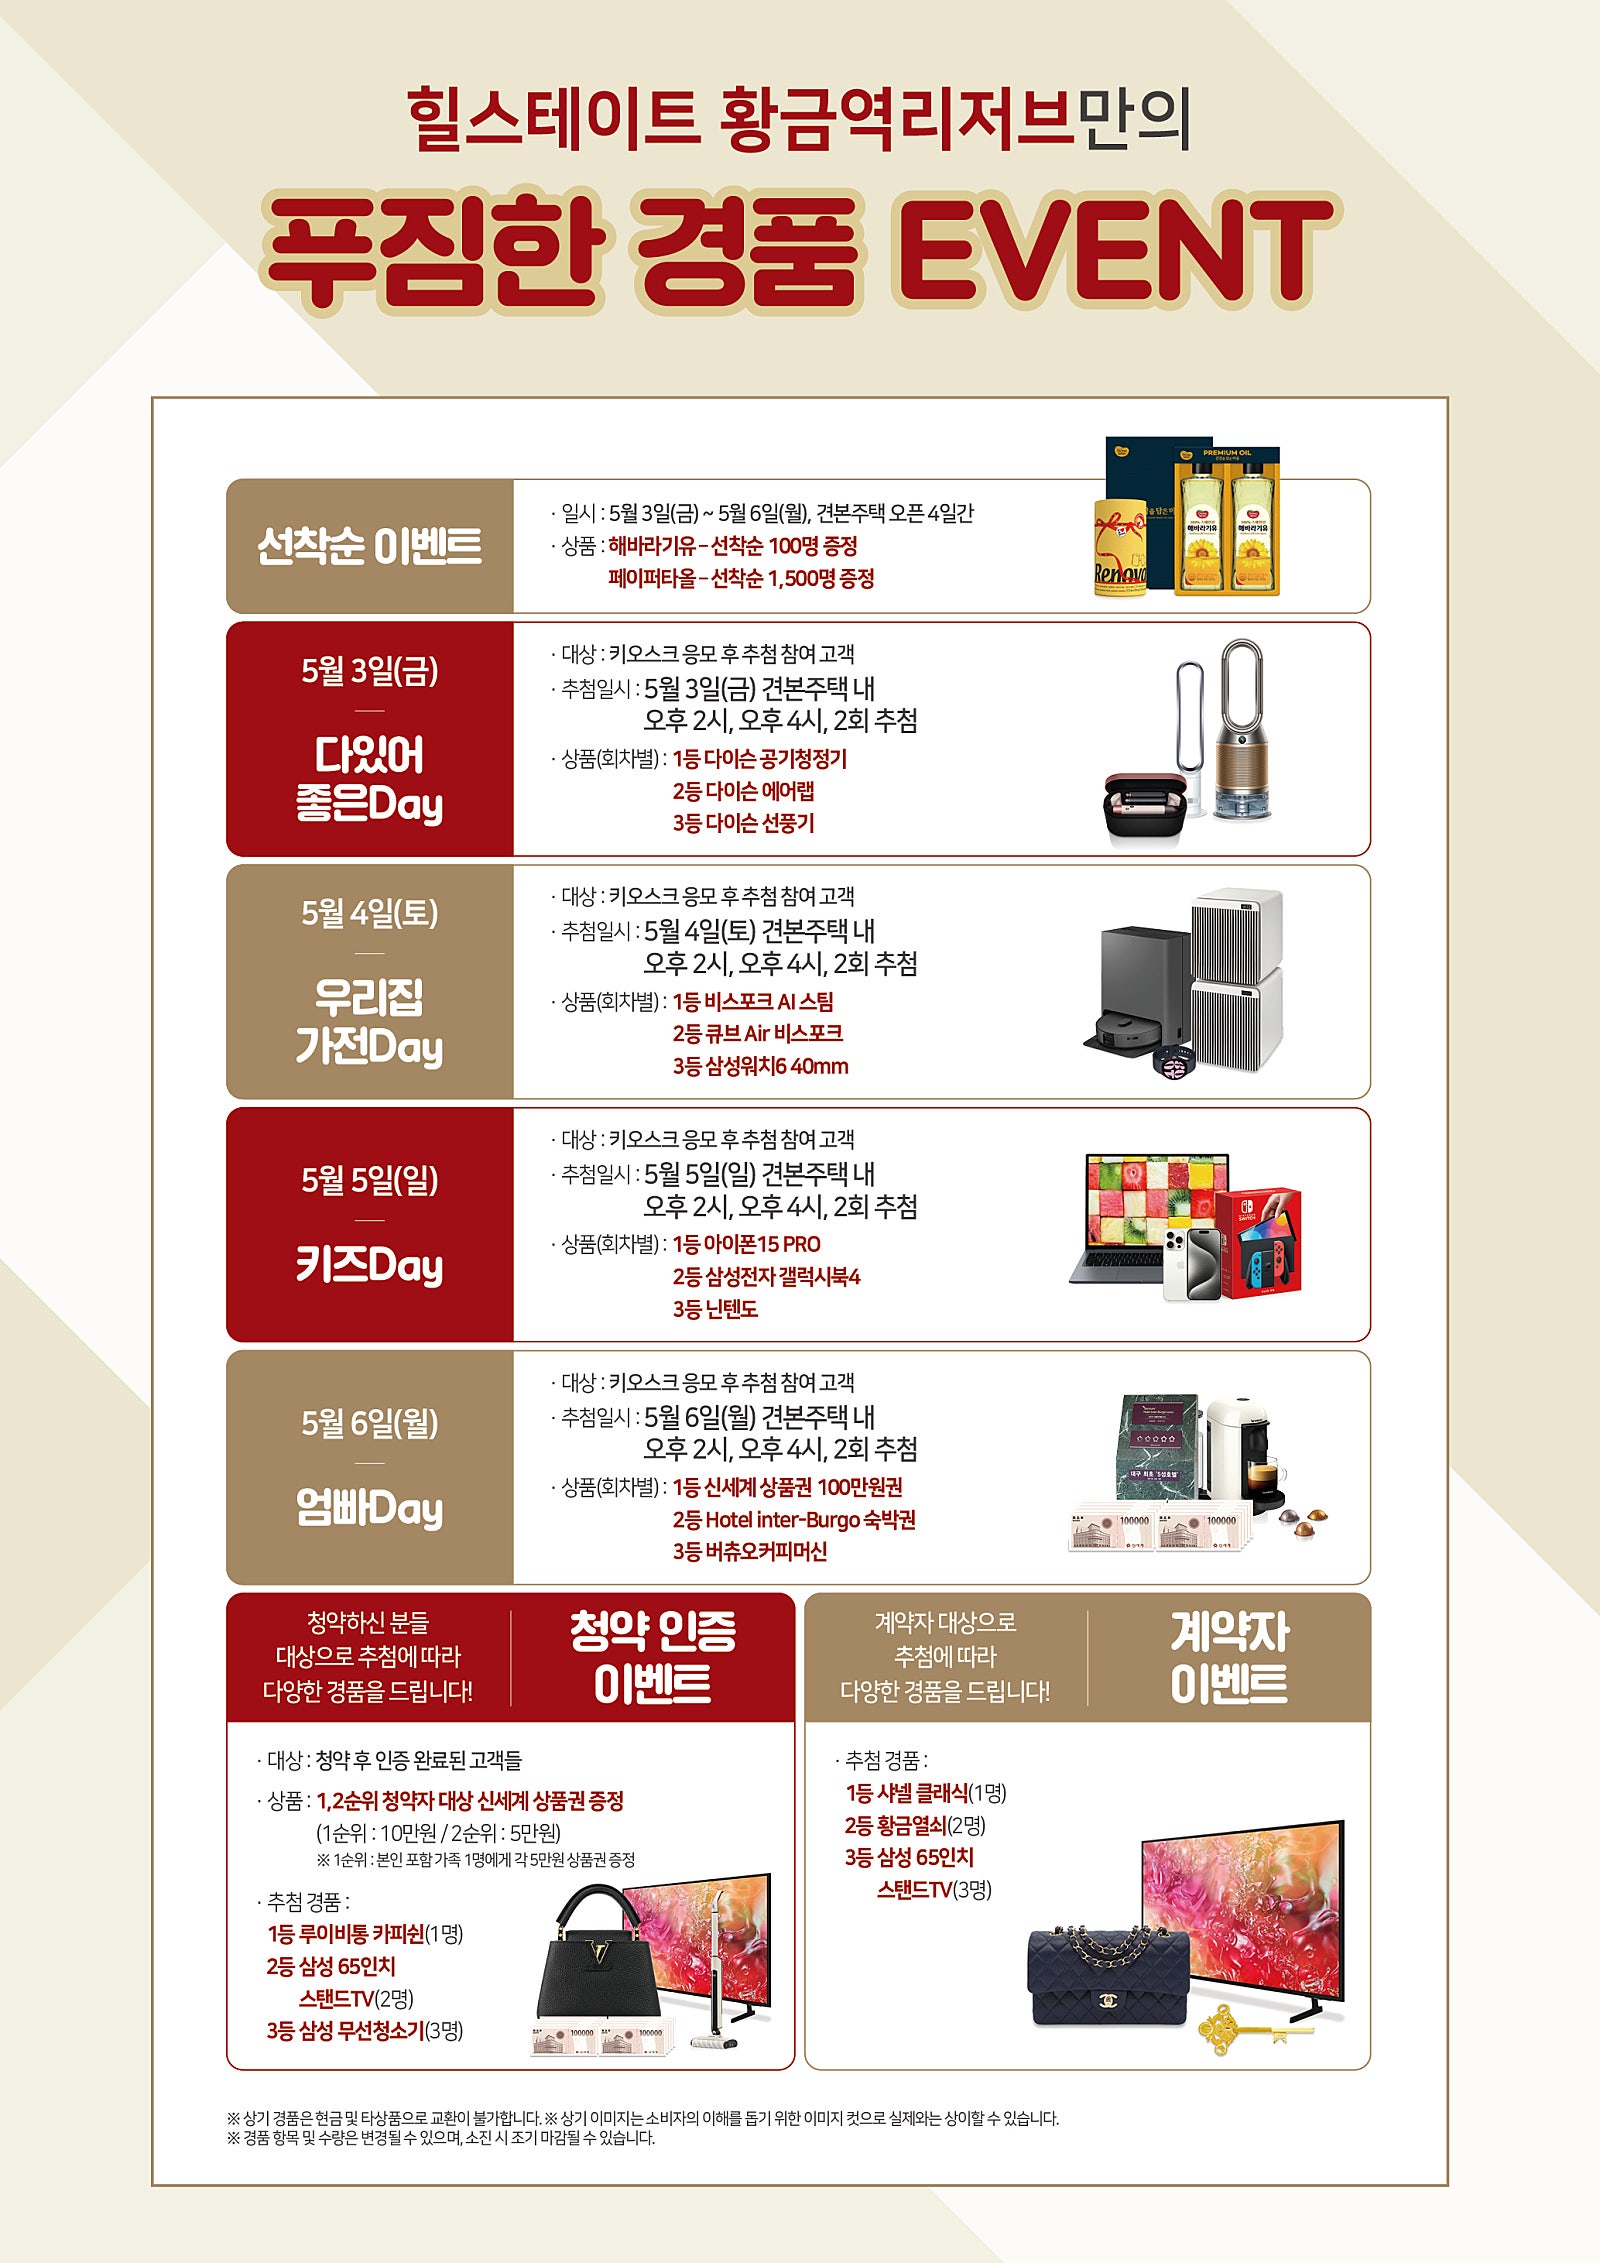 힐스테이트 황금역리저브만의
푸짐한 경품 EVENT
선착순 이벤트
· 일시 : 5월 3일(금) ~ 5월 6일(월), 견본주택 오픈 4일간
· 상품 : 해바라기유 – 선착순 100명 증정
페이퍼타올 – 선착순 1,500명 증정
PREMIUM OIL
해바라기유
해바라기유
Renova
5월 3일(금)
다있어
좋은Day
· 대상 : 키오스크 응모 후 추첨 참여 고객
· 추첨일시 : 5월 3일(금) 견본주택 내
오후 2시, 오후 4시, 2회 추첨
· 상품(회차별) : 1등 다이슨 공기청정기
2등 다이슨 에어랩
3등 다이슨 선풍기
5월 4일(토)
우리집
가전Day
· 대상 : 키오스크 응모 후 추첨 참여 고객
· 추첨일시 : 5월 4일(토) 견본주택 내
오후 2시, 오후 4시, 2회 추첨
· 상품(회차별) : 1등 비스포크 AI 스팀
2등 큐브 Air 비스포크
3등 삼성워치6 40mm
5월 5일(일)
키즈Day
· 대상 : 키오스크 응모 후 추첨 참여 고객
· 추첨일시 : 5월 5일(일) 견본주택 내
오후 2시, 오후 4시, 2회 추첨
· 상품(회차별) : 1등 아이폰15 PRO
2등 삼성전자 갤럭시북4
3등 닌텐도
SWITCH
5월 6일(월)
엄빠Day
· 대상 : 키오스크 응모 후 추첨 참여 고객
· 추첨일시 : 5월 6일(월) 견본주택 내
오후 2시, 오후 4시, 2회 추첨
· 상품(회차별) : 1등 신세계 상품권 100만원권
2등 Hotel inter-Burgo 숙박권
3등 버츄오커피머신
대구 최초 '5성호텔'
100000
100000
청약하신 분들
대상으로 추첨에 따라
다양한 경품을 드립니다!
청약 인증
이벤트
· 대상 : 청약 후 인증 완료된 고객들
· 상품 : 1,2순위 청약자 대상 신세계 상품권 증정
(1순위 : 10만원 / 2순위 : 5만원)
※ 1순위 : 본인 포함 가족 1명에게 각 5만원 상품권 증정
· 추첨 경품 :
1등 루이비통 카퓌신(1명)
2등 삼성 65인치
스탠드TV(2명)
3등 삼성 무선청소기(3명)
100000
100000
계약자 대상으로
추첨에 따라
다양한 경품을 드립니다!
계약자
이벤트
· 추첨 경품 :
1등 샤넬 클래식(1명)
2등 황금열쇠(2명)
3등 삼성 65인치
스탠드TV(3명)
※ 상기 경품은 현금 및 타상품으로 교환이 불가합니다. ※ 상기 이미지는 소비자의 이해를 돕기 위한 이미지 컷으로 실제와는 상이할 수 있습니다.
※ 경품 항목 및 수량은 변경될 수 있으며, 소진 시 조기 마감될 수 있습니다.